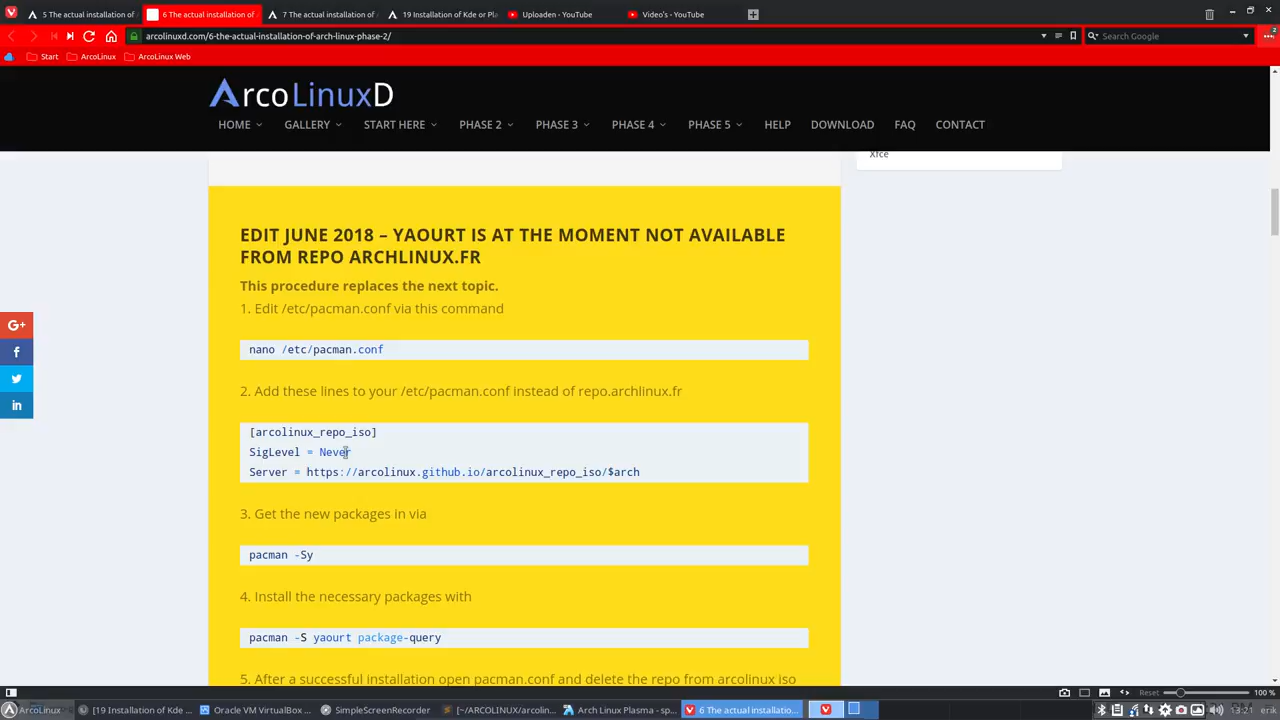 5 The actual installation of
6 The actual installation of
7 The actual installation of
19 Installation of Kde or Pla
Uploaden - YouTube
Video's - YouTube
arcolinuxd.com/6-the-actual-installation-of-arch-linux-phase-2/
Search Google
Start
ArcoLinux
ArcoLinux Web
ArcoLinuxD
HOME
GALLERY
START HERE
PHASE 2
PHASE 3
PHASE 4
PHASE 5
HELP
DOWNLOAD
FAQ
CONTACT
Xfce
EDIT JUNE 2018 – YAOURT IS AT THE MOMENT NOT AVAILABLE
FROM REPO ARCHLINUX.FR
This procedure replaces the next topic.
1. Edit /etc/pacman.conf via this command
nano /etc/pacman.conf
2. Add these lines to your /etc/pacman.conf instead of repo.archlinux.fr
[arcolinux_repo_iso]
SigLevel = Never
Server = https://arcolinux.github.io/arcolinux_repo_iso/$arch
3. Get the new packages in via
pacman -Sy
4. Install the necessary packages with
pacman -S yaourt package-query
5. After a successful installation open pacman.conf and delete the repo from arcolinux iso
G+
f
in
Reset
100 %
ArcoLinux
[19 Installation of Kde ...
Oracle VM VirtualBox ...
SimpleScreenRecorder
[~/ARCOLINUX/arcolin...
Arch Linux Plasma - sp...
6 The actual installatio...
13:21
erik